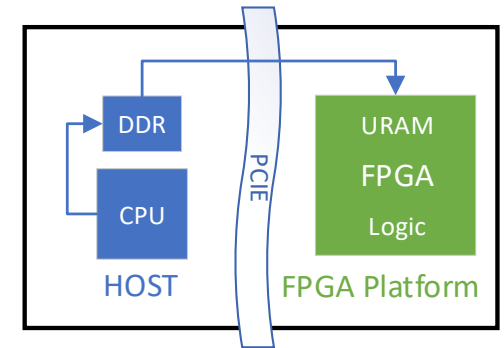 DDR
CPU
HOST
PCIE
URAM
FPGA
Logic
FPGA Platform